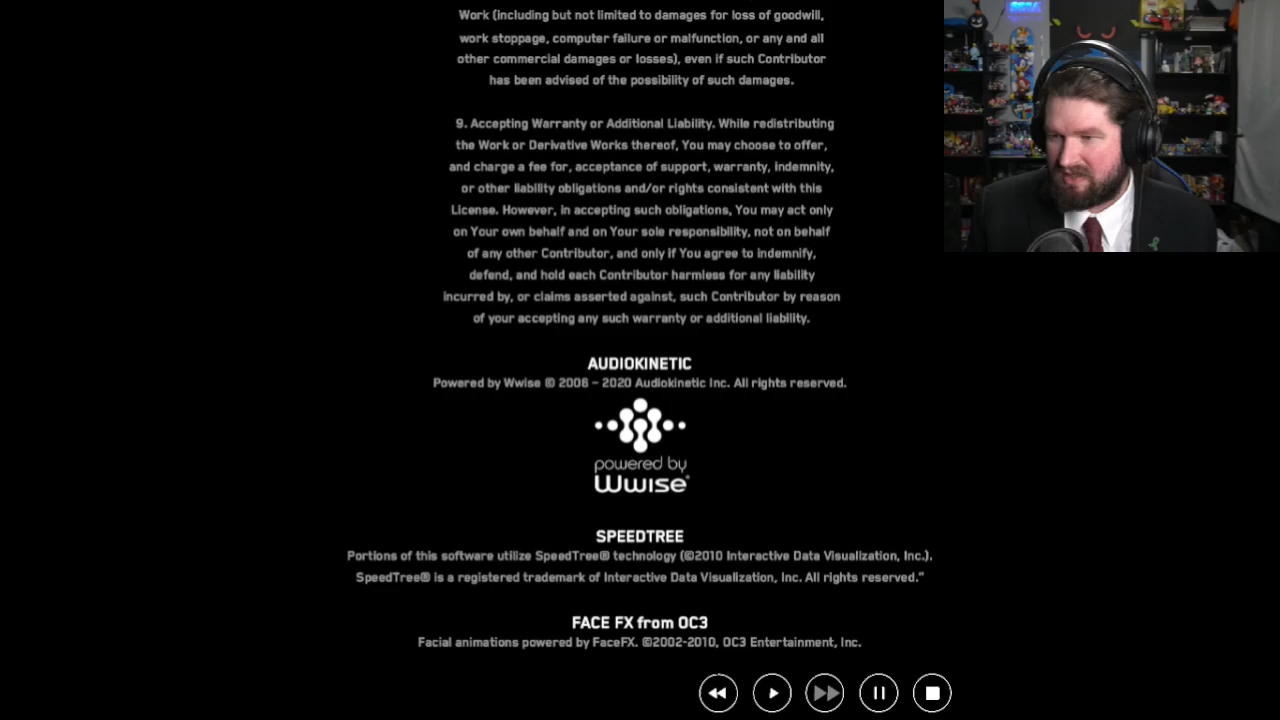 Work (including but not limited to damages for loss of goodwill,
work stoppage, computer failure or malfunction, or any and all
other commercial damages or losses), even if such Contributor
has been advised of the possibility of such damages.
9. Accepting Warranty or Additional Liability. While redistributing
the Work or Derivative Works thereof, You may choose to offer,
and charge a fee for, acceptance of support, warranty, indemnity,
or other liability obligations and/or rights consistent with this
License. However, in accepting such obligations, You may act only
on Your own behalf and on Your sole responsibility, not on behalf
of any other Contributor, and only if You agree to indemnify,
defend, and hold each Contributor harmless for any liability
incurred by, or claims asserted against, such Contributor by reason
of your accepting any such warranty or additional liability.
AUDIOKINETIC
Powered by Wwise © 2006 – 2020 Audiokinetic Inc. All rights reserved.
powered by
Wwise®
SPEEDTREE
Portions of this software utilize SpeedTree® technology (©2010 Interactive Data Visualization, Inc.).
SpeedTree® is a registered trademark of Interactive Data Visualization, Inc. All rights reserved."
FACE FX from OC3
Facial animations powered by FaceFX. ©2002-2010, OC3 Entertainment, Inc.
SEGA